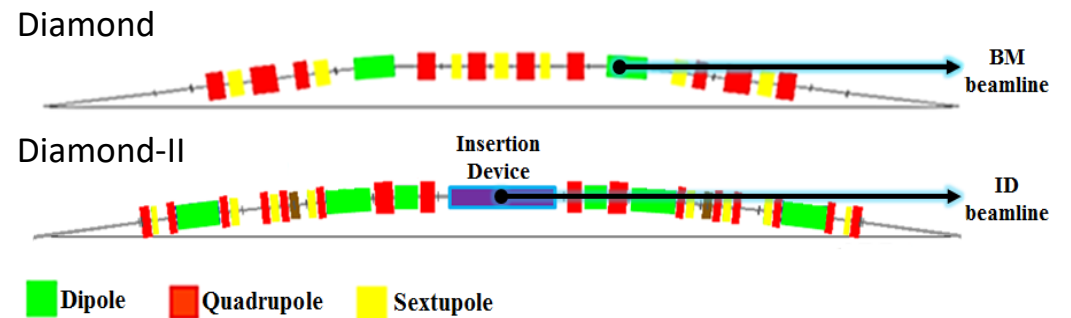 Diamond
BM
beamline
Diamond-II
Insertion
Device
ID
beamline
Dipole
Quadrupole
Sextupole